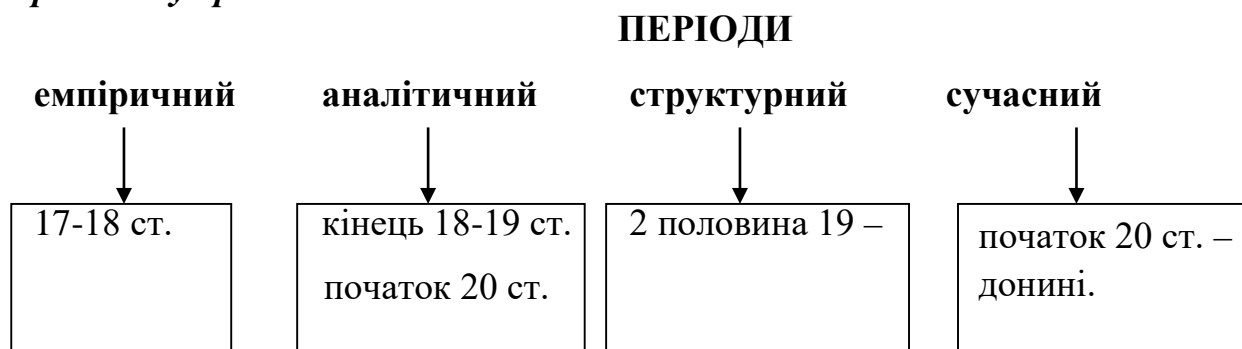 ПЕРІОДИ
емпіричний аналітичний структурний сучасний
17-18 ст.
кінець 18-19 ст.
початок 20 ст.
2 половина 19 –
початок 20 ст. –
донині.